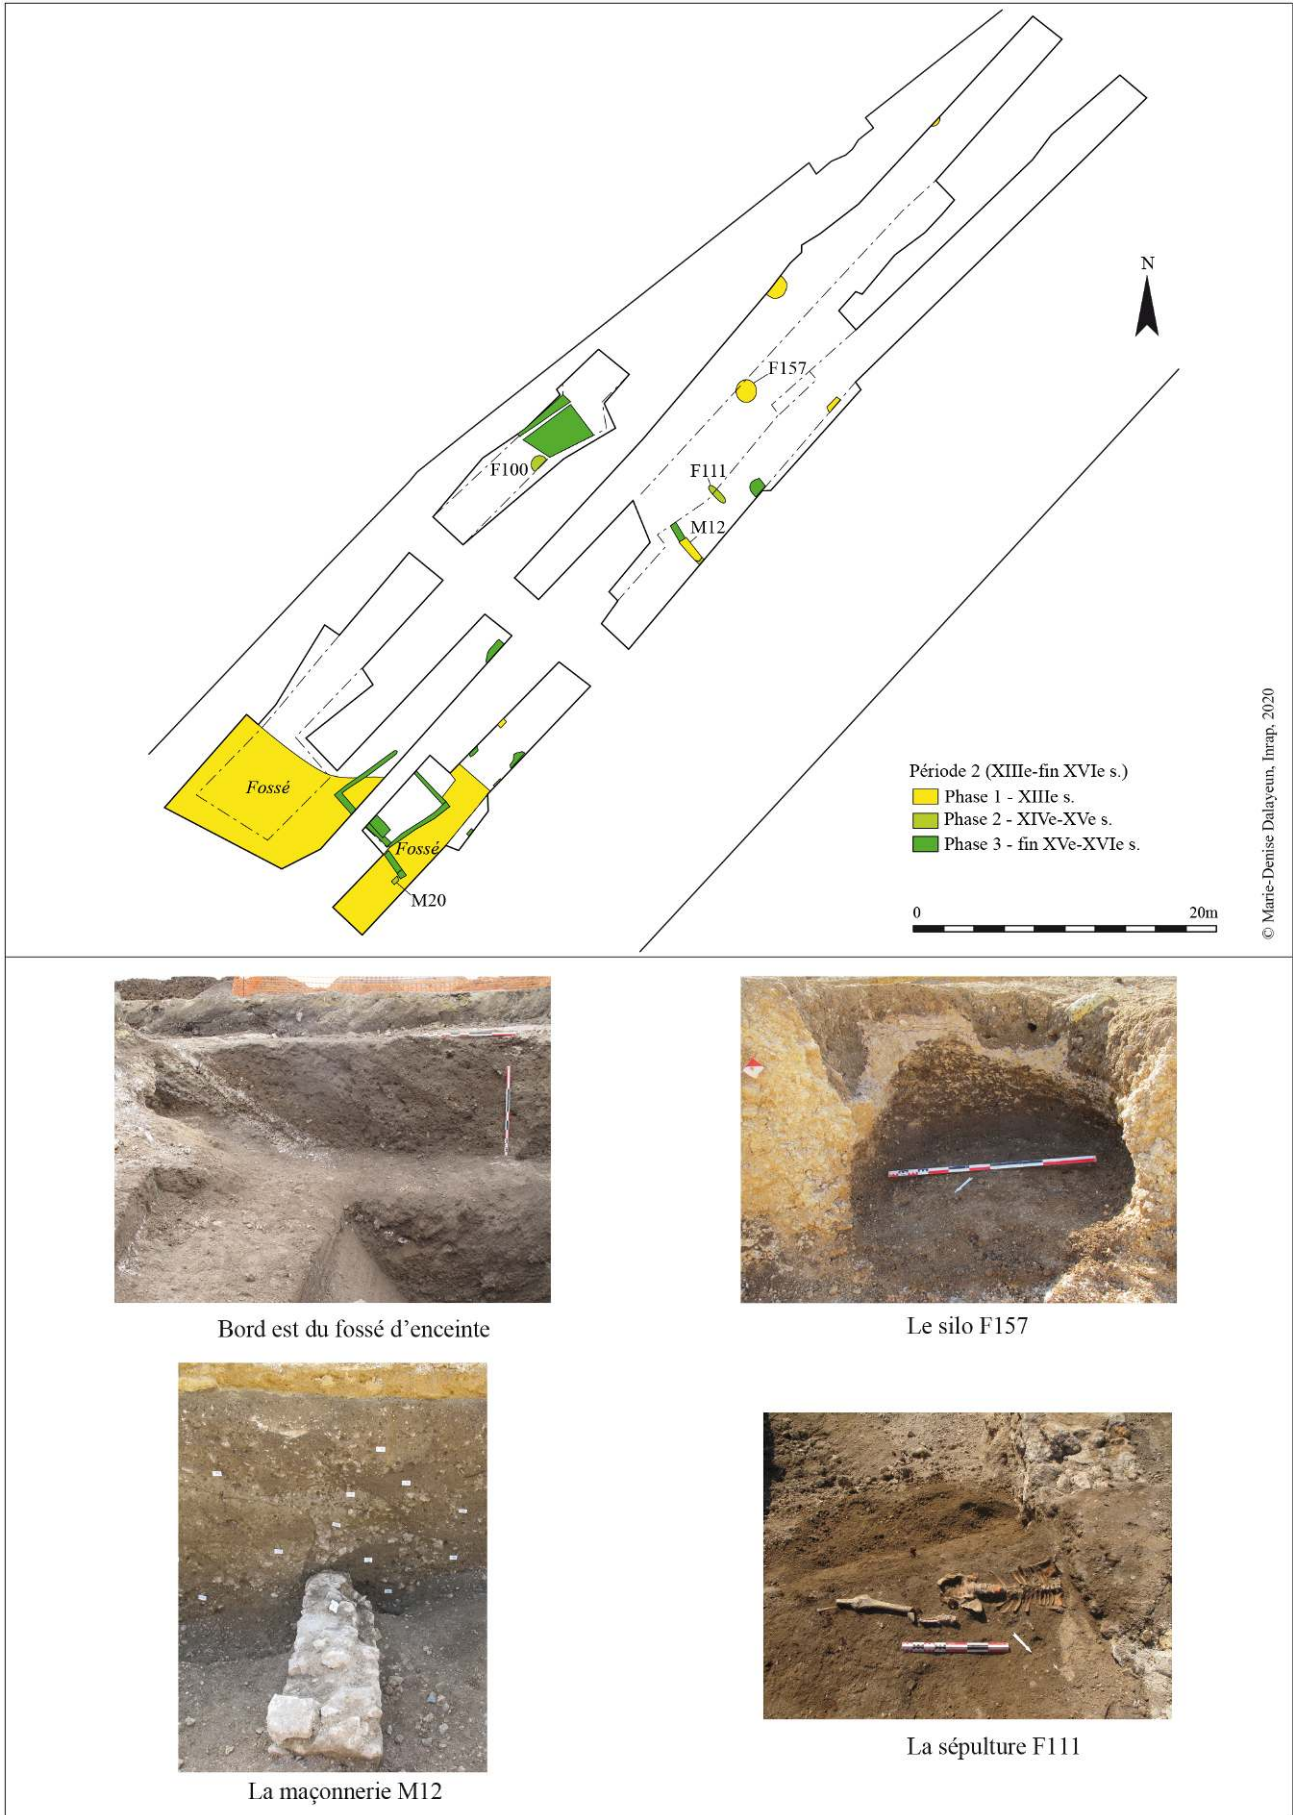 N
F157
F100
F111
M12
Fossé
Fossé
M20
Période 2 (XIIIe-fin XVIe s.)
Phase 1 - XIIIe s.
Phase 2 - XIVe-XVe s.
Phase 3 - fin XVe-XVIe s.
0 20m
© Marie-Denise Dalayeun, Inrap, 2020
Bord est du fossé d’enceinte
Le silo F157
La maçonnerie M12
La sépulture F111